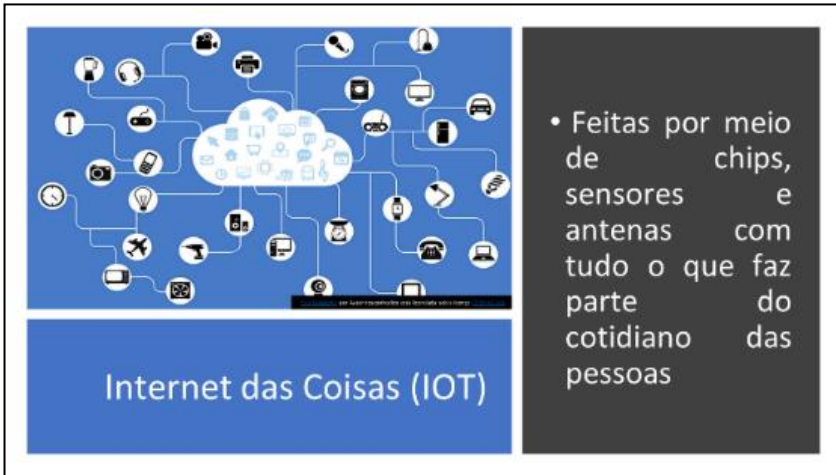 Internet das Coisas (IOT)
• Feitas por meio
de chips,
sensores e
antenas com
tudo o que faz
parte do
cotidiano das
pessoas